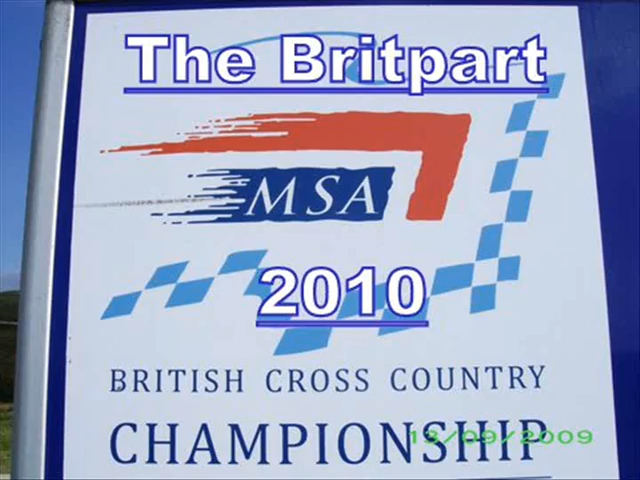 The Britpart
MSA
2010
BRITISH CROSS COUNTRY
CHAMPIONSHIP
13/09/2009